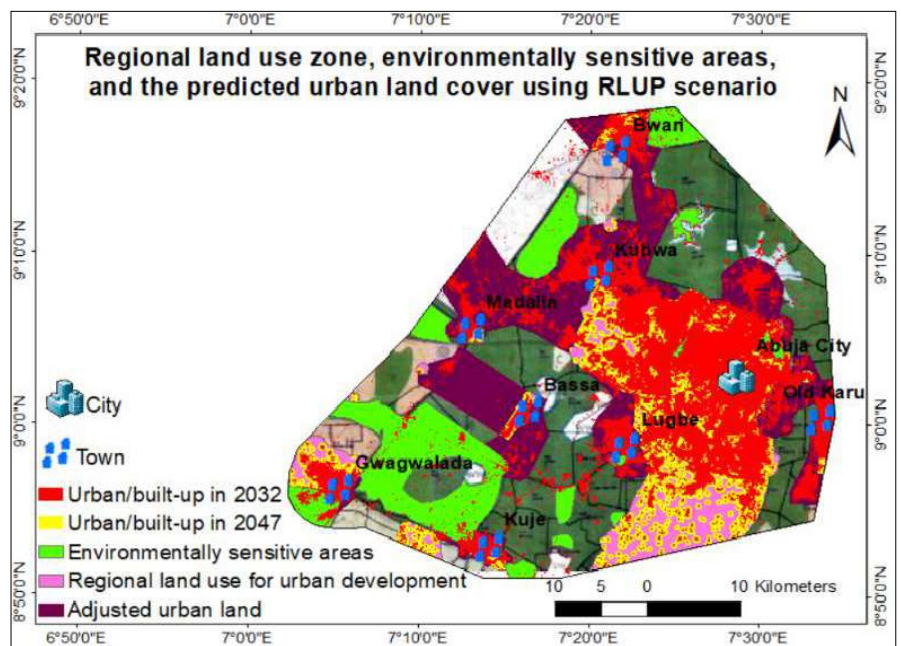 6°50'0"E 7°0'0"E 7°10'0"E 7°20'0"E 7°30'0"E
Regional land use zone, environmentally sensitive areas,
and the predicted urban land cover using RLUP scenario
9°20'0"N
9°20'0"N
N
Bwari
9°10'0"N
9°10'0"N
Kubwa
Madalla
Abuja City
City
Bassa
Old Karu
9°0'0"N
9°0'0"N
Lugbe
Town
Gwagwalada
Urban/built-up in 2032
Urban/built-up in 2047
Kuje
Environmentally sensitive areas
Regional land use for urban development
10 5 0 10 Kilometers
Adjusted urban land
8°50'0"N
8°50'0"N
6°50'0"E 7°0'0"E 7°10'0"E 7°20'0"E 7°30'0"E